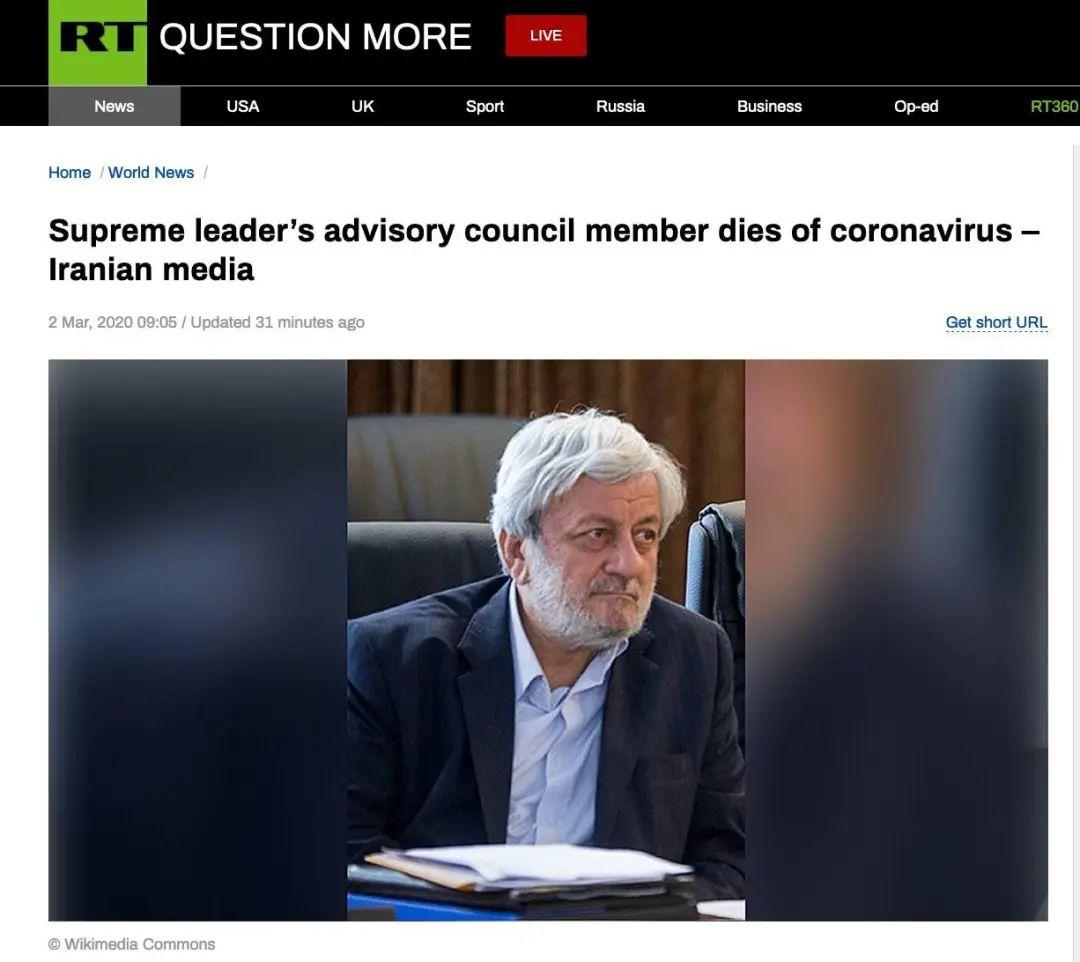 RT QUESTION MORE LIVE
News USA UK Sport Russia Business Op-ed RT360
Home / World News /
Supreme leader’s advisory council member dies of coronavirus –
Iranian media
2 Mar, 2020 09:05 / Updated 31 minutes ago Get short URL
© Wikimedia Commons